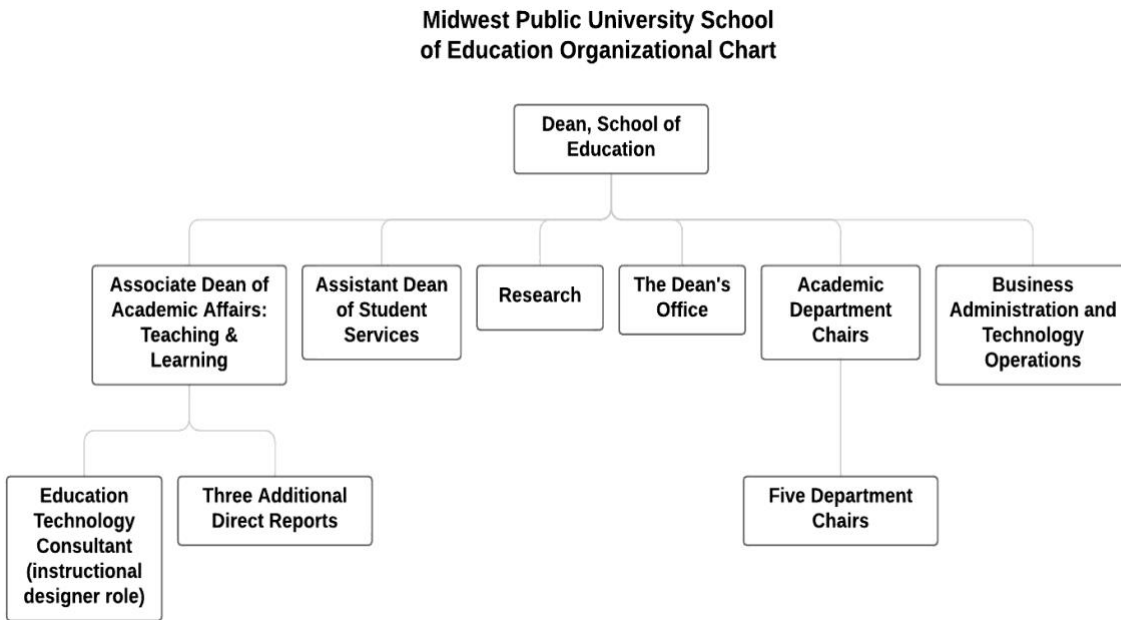 Midwest Public University School
of Education Organizational Chart
Dean, School of
Education
Associate Dean of
Academic Affairs:
Teaching &
Learning
Assistant Dean
of Student
Services
Research
The Dean's
Office
Academic
Department
Chairs
Business
Administration and
Technology
Operations
Education
Technology
Consultant
(instructional
designer role)
Three Additional
Direct Reports
Five Department
Chairs